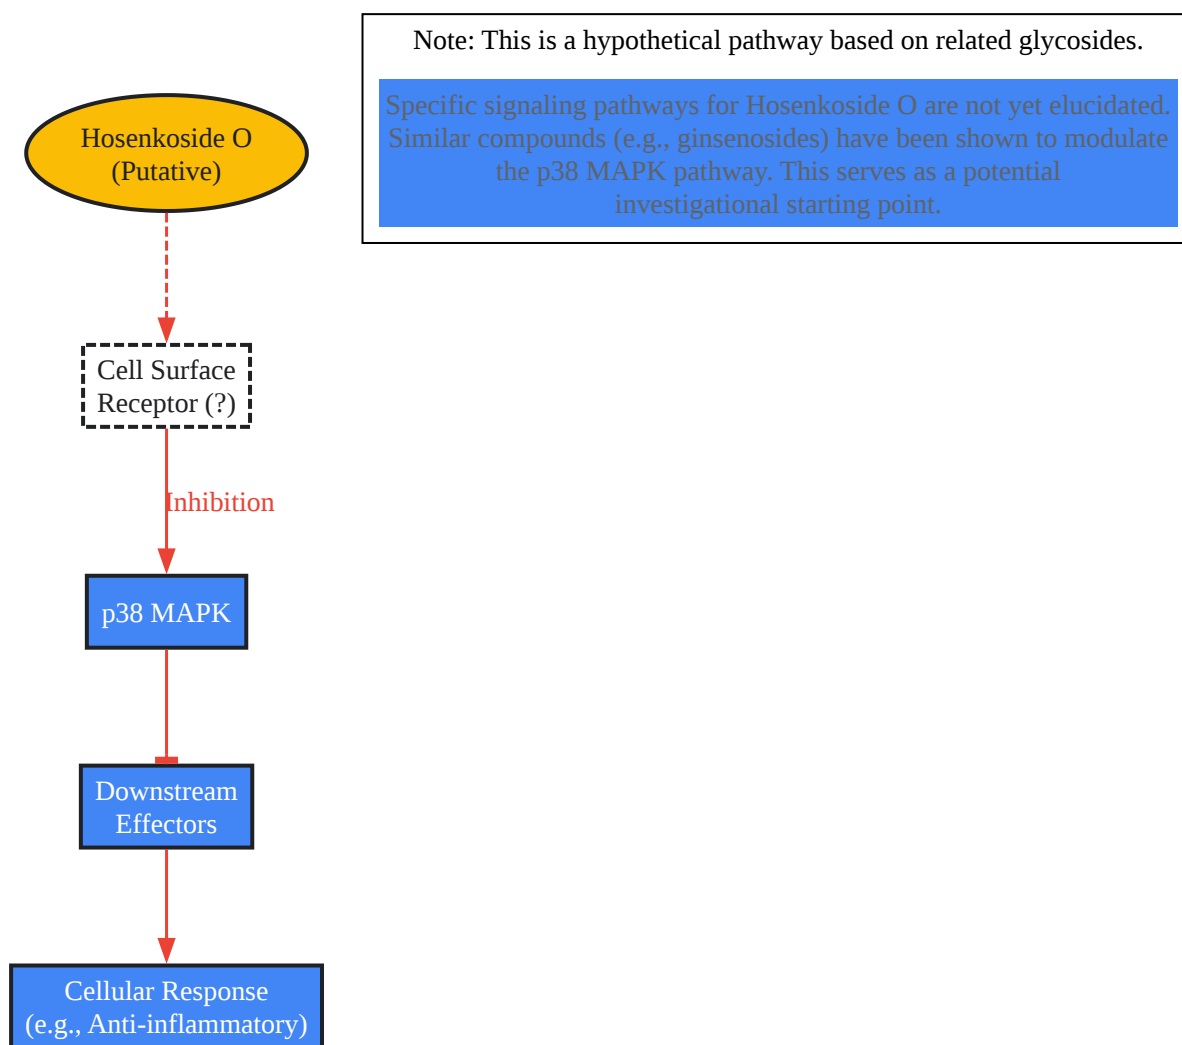 Note: This is a hypothetical pathway based on related glycosides.
Specific signaling pathways for Hosenkoside O are not yet elucidated.
Similar compounds (e.g., ginsenosides) have been shown to modulate
the p38 MAPK pathway. This serves as a potential
investigational starting point.
Hosenkoside O
(Putative)
Cell Surface
Receptor (?)
Inhibition
p38 MAPK
Downstream
Effectors
Cellular Response
(e.g., Anti-inflammatory)